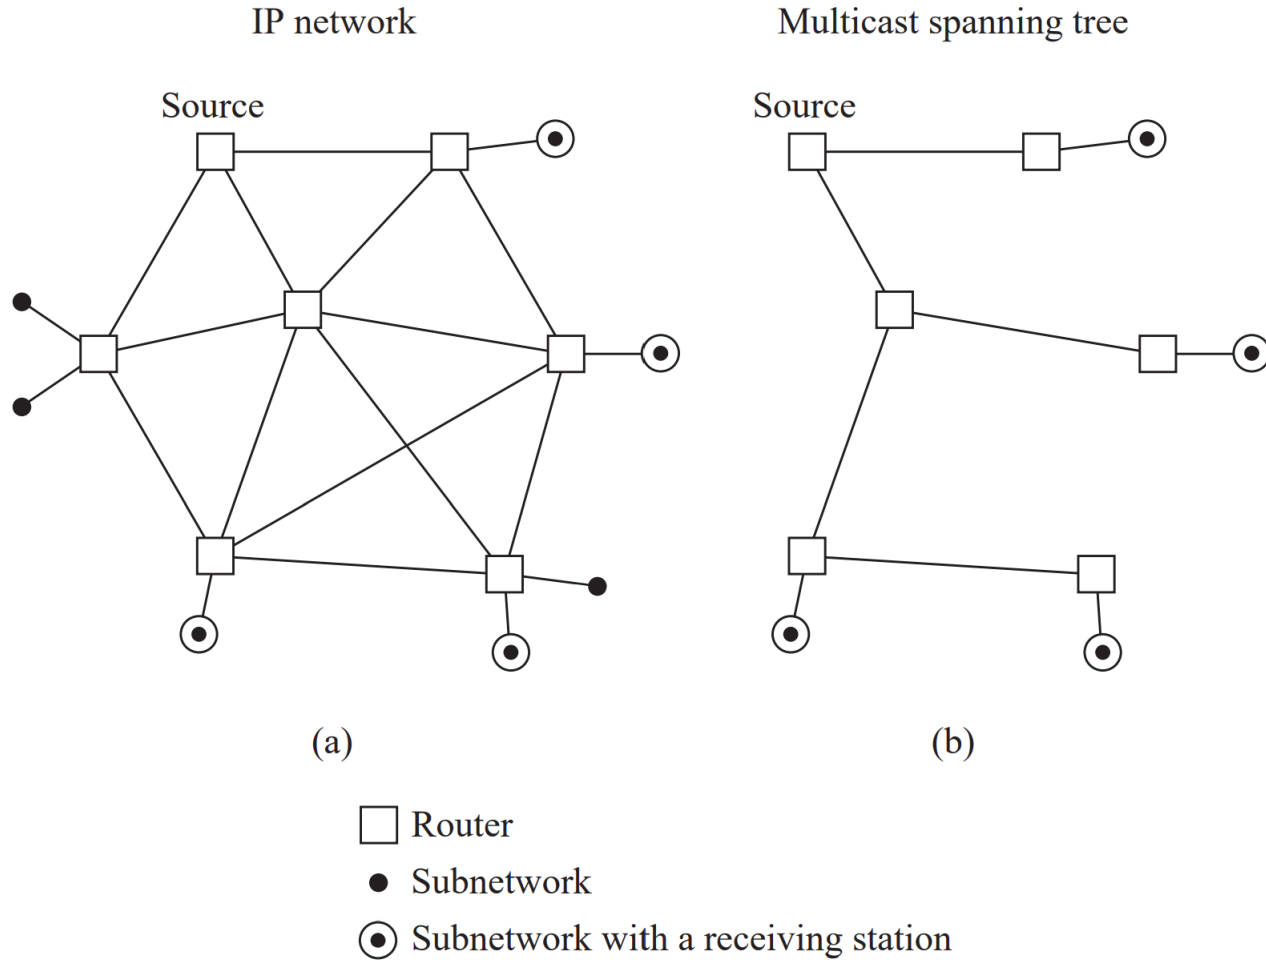 IP network
Multicast spanning tree
Source
Source
(a)
(b)
Router
Subnetwork
Subnetwork with a receiving station